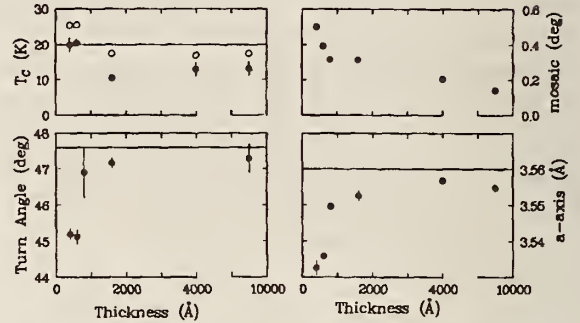 T_C (K)
30
20
10
0
0.6
0.4
0.2
0.0
mosaic (deg)
Turn Angle (deg)
48
47
46
45
44
3.56
3.55
3.54
a-axis (Å)
0 4000 10000
0 4000 10000
Thickness (Å)
Thickness (Å)